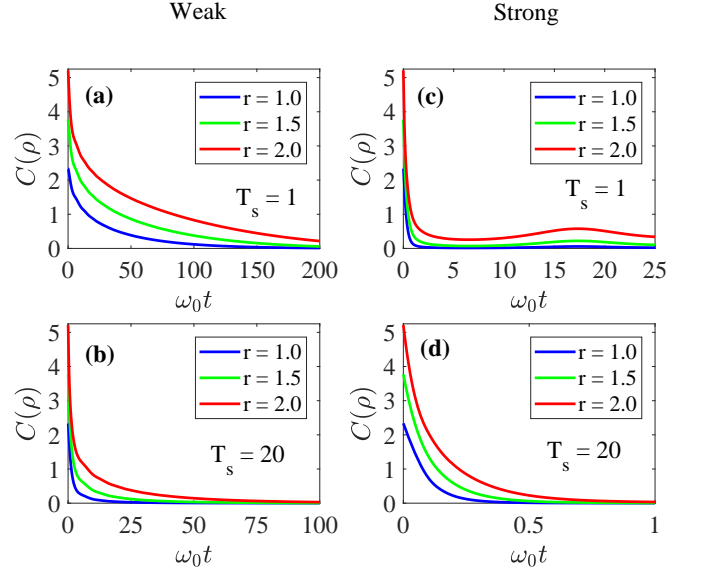 Weak
Strong
(a)
r = 1.0
r = 1.5
r = 2.0
T_s = 1
C(ρ)
0 1 2 3 4 5
0 50 100 150 200
ω₀t
(c)
r = 1.0
r = 1.5
r = 2.0
T_s = 1
C(ρ)
0 1 2 3 4 5
0 5 10 15 20 25
ω₀t
(b)
r = 1.0
r = 1.5
r = 2.0
T_s = 20
C(ρ)
0 1 2 3 4 5
0 25 50 75 100
ω₀t
(d)
r = 1.0
r = 1.5
r = 2.0
T_s = 20
C(ρ)
0 1 2 3 4 5
0 0.5 1
ω₀t